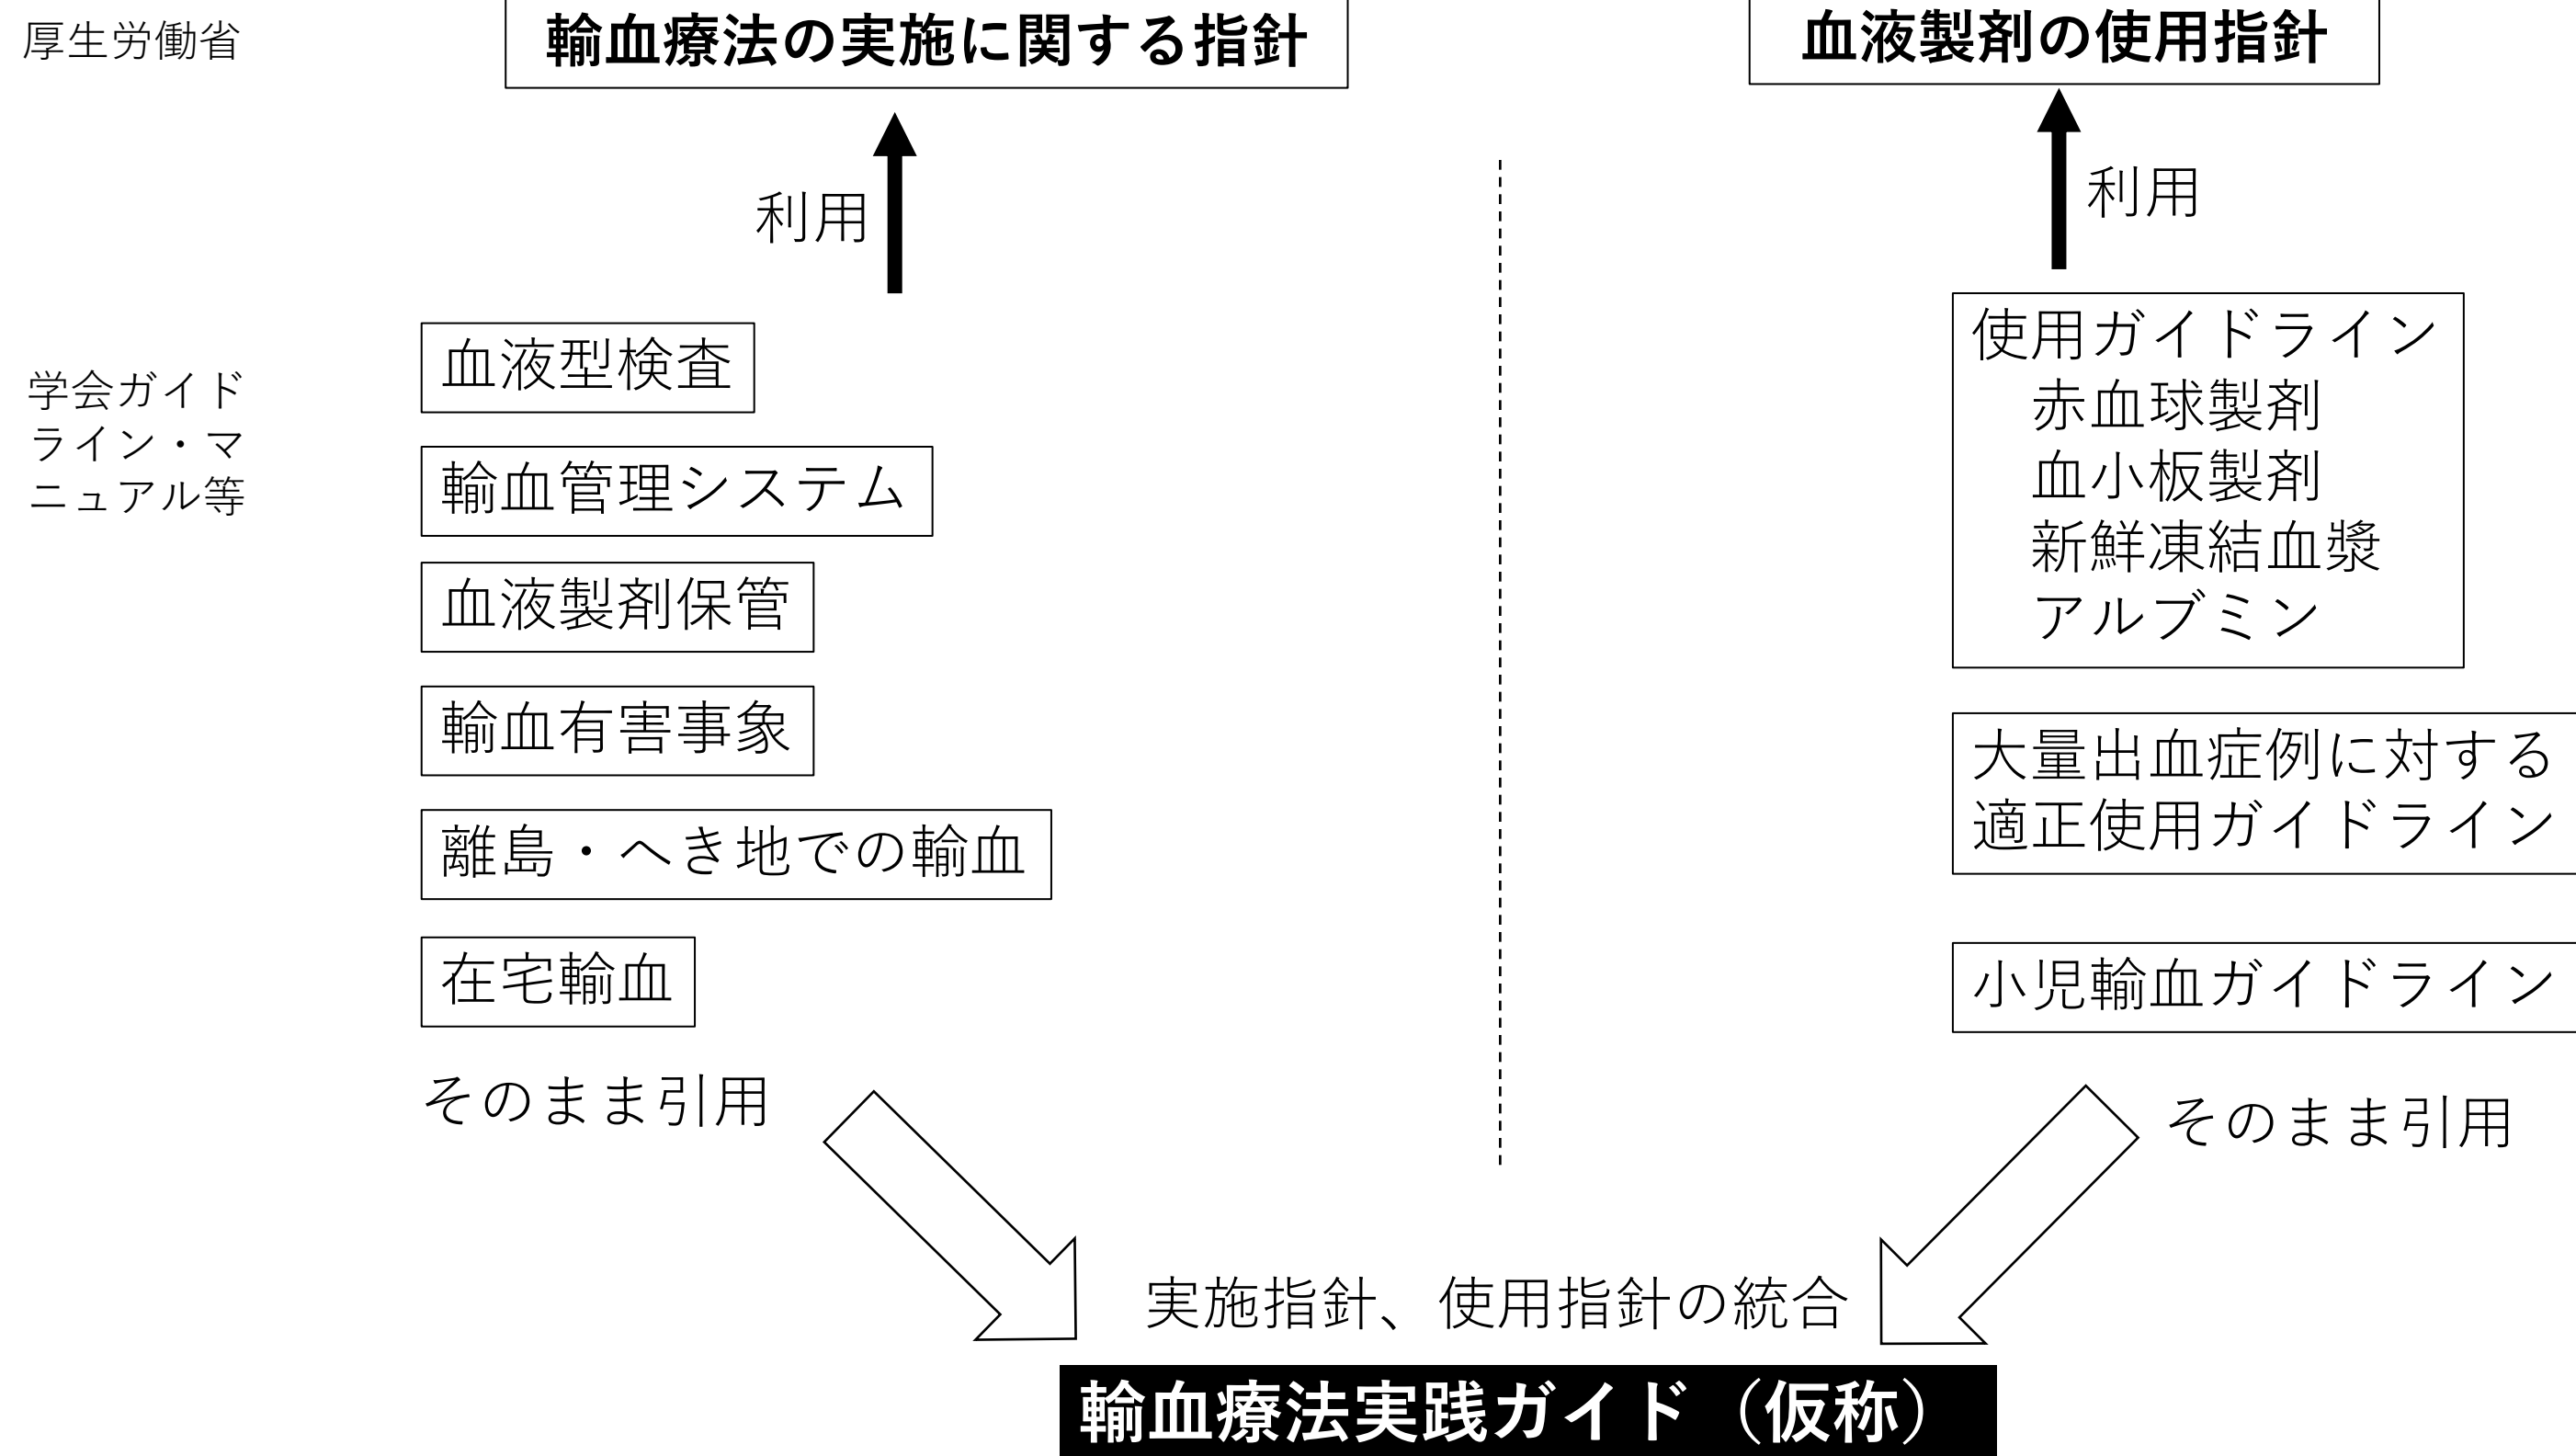 厚生労働省
輸血療法の実施に関する指針
血液製剤の使用指針
利用
利用
学会ガイド
ライン・マ
ニュアル等
血液型検査
輸血管理システム
血液製剤保管
輸血有害事象
離島・へき地での輸血
在宅輸血
そのまま引用
使用ガイドライン
赤血球製剤
血小板製剤
新鮮凍結血漿
アルブミン
大量出血症例に対する
適正使用ガイドライン
小児輸血ガイドライン
そのまま引用
実施指針、使用指針の統合
輸血療法実践ガイド（仮称）